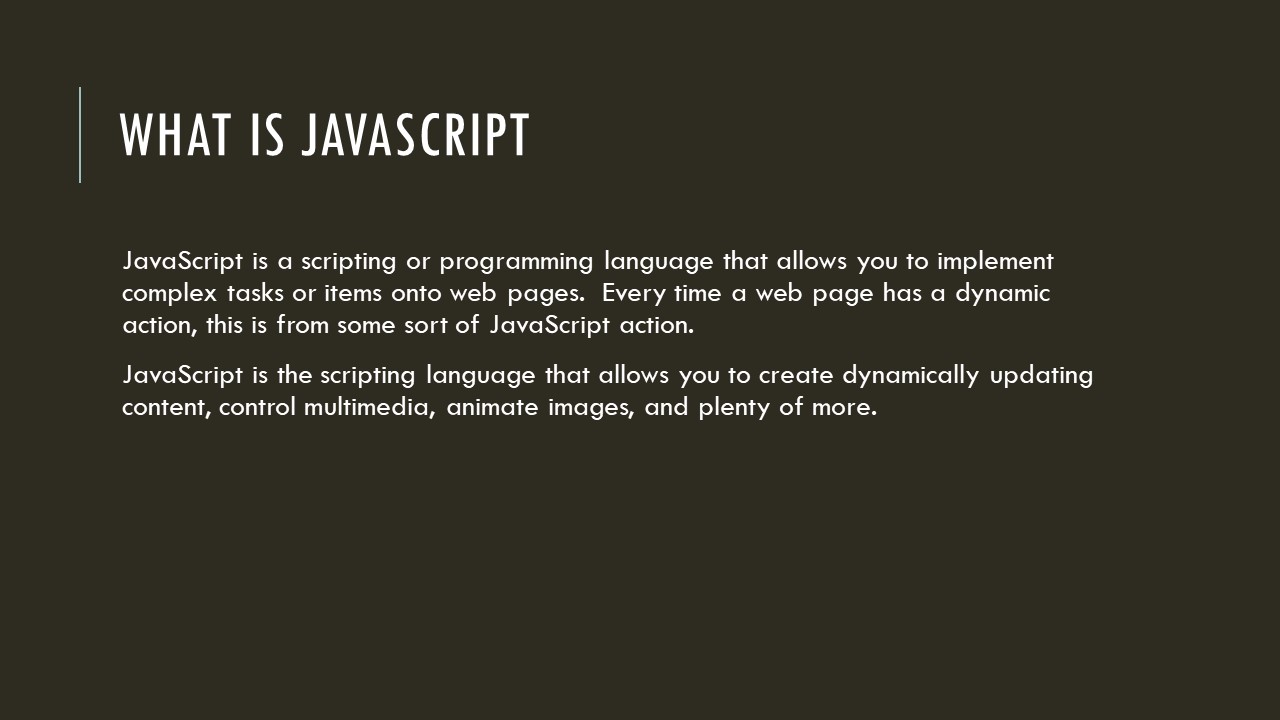 WHAT IS JAVASCRIPT
JavaScript is a scripting or programming language that allows you to implement
complex tasks or items onto web pages.  Every time a web page has a dynamic
action, this is from some sort of JavaScript action.
JavaScript is the scripting language that allows you to create dynamically updating
content, control multimedia, animate images, and plenty of more.